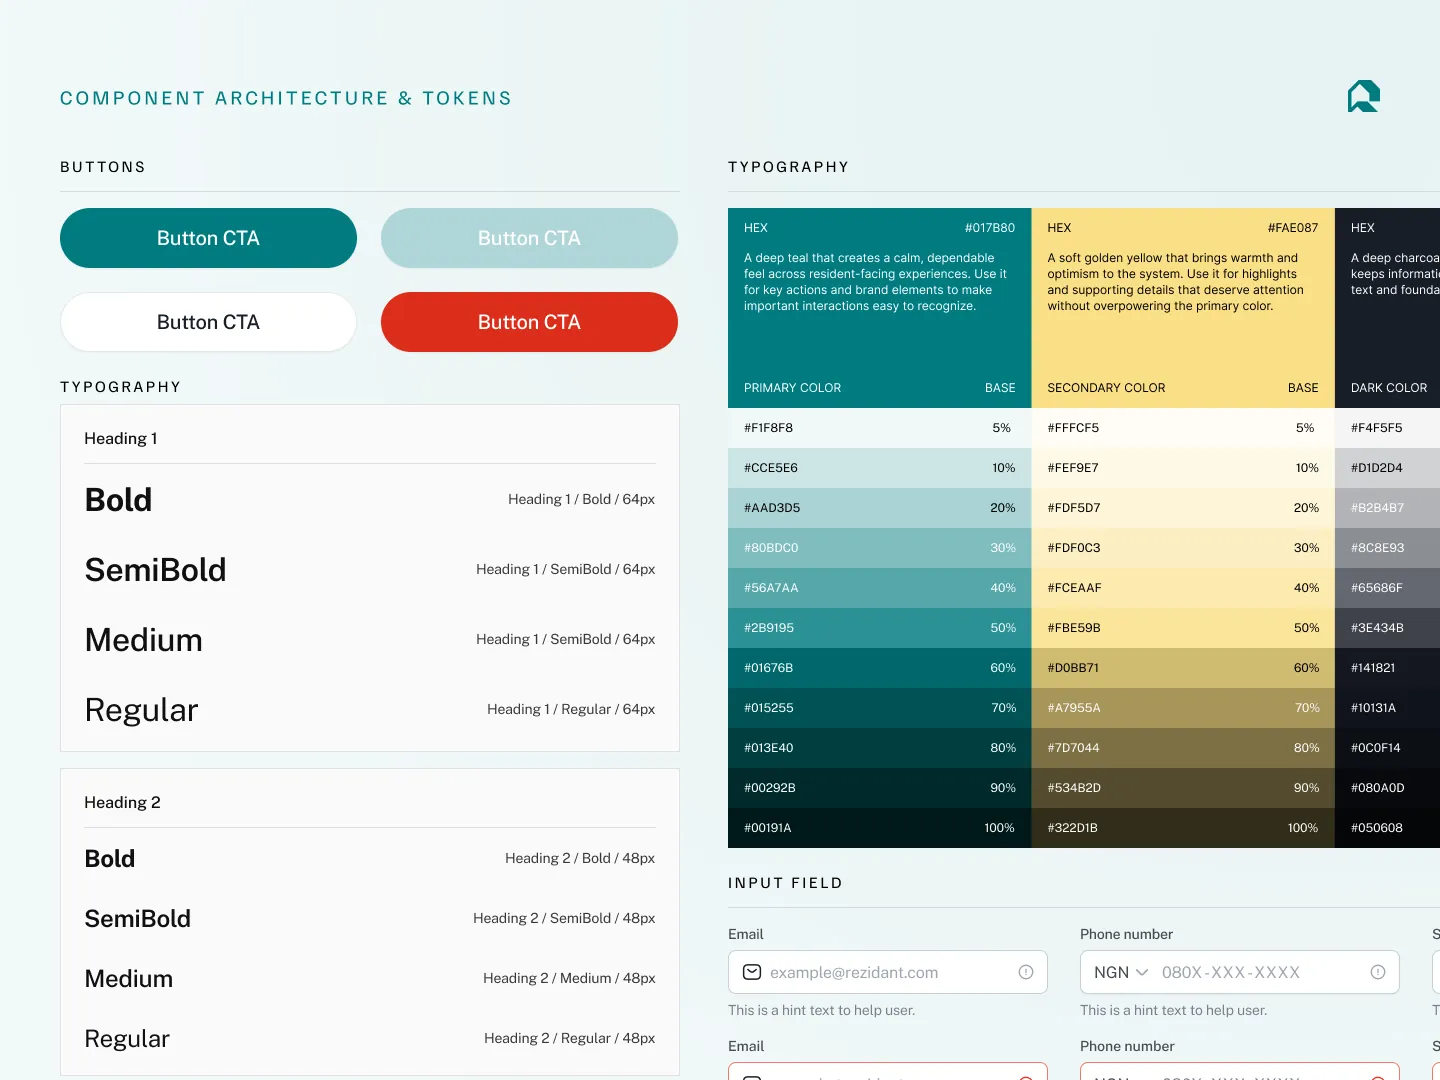 COMPONENT ARCHITECTURE & TOKENS
BUTTONS
Button CTA
Button CTA
Button CTA
Button CTA
TYPOGRAPHY
Heading 1
Bold
Heading 1 / Bold / 64px
SemiBold
Heading 1 / SemiBold / 64px
Medium
Heading 1 / SemiBold / 64px
Regular
Heading 1 / Regular / 64px
Heading 2
Bold
Heading 2 / Bold / 48px
SemiBold
Heading 2 / SemiBold / 48px
Medium
Heading 2 / Medium / 48px
Regular
Heading 2 / Regular / 48px
TYPOGRAPHY
HEX #017B80
A deep teal that creates a calm, dependable
feel across resident-facing experiences. Use it
for key actions and brand elements to make
important interactions easy to recognize.
PRIMARY COLOR BASE
#F1F8F8 5%
#CCE5E6 10%
#AAD3D5 20%
#80BDC0 30%
#56A7AA 40%
#2B9195 50%
#01676B 60%
#015255 70%
#013E40 80%
#00292B 90%
#00191A 100%
HEX #FAE087
A soft golden yellow that brings warmth and
optimism to the system. Use it for highlights
and supporting details that deserve attention
without overpowering the primary color.
SECONDARY COLOR BASE
#FFFCF5 5%
#FEF9E7 10%
#FDF5D7 20%
#FDF0C3 30%
#FCEAAF 40%
#FBE59B 50%
#D0BB71 60%
#A7955A 70%
#7D7044 80%
#534B2D 90%
#322D1B 100%
HEX
A deep charcoa
keeps informati
text and founda
DARK COLOR
#F4F5F5
#D1D2D4
#B2B4B7
#8C8E93
#65686F
#3E434B
#141821
#10131A
#0C0F14
#080A0D
#050608
INPUT FIELD
Email
example@rezidant.com
This is a hint text to help user.
Phone number
NGN 080X-XXX-XXXX
This is a hint text to help user.
Email
Phone number